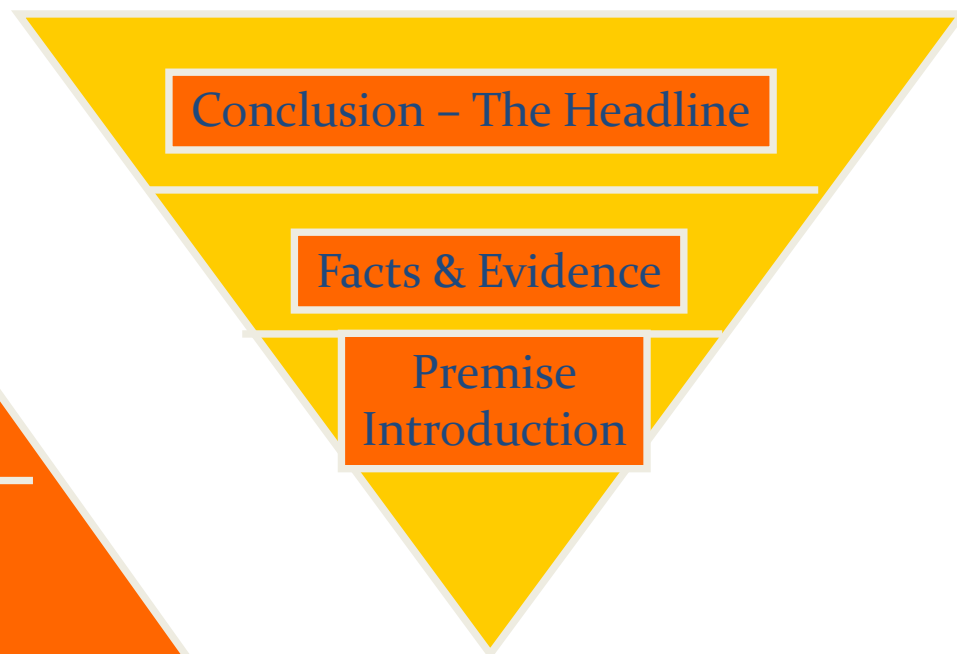 Conclusion – The Headline
Facts & Evidence
Premise
Introduction